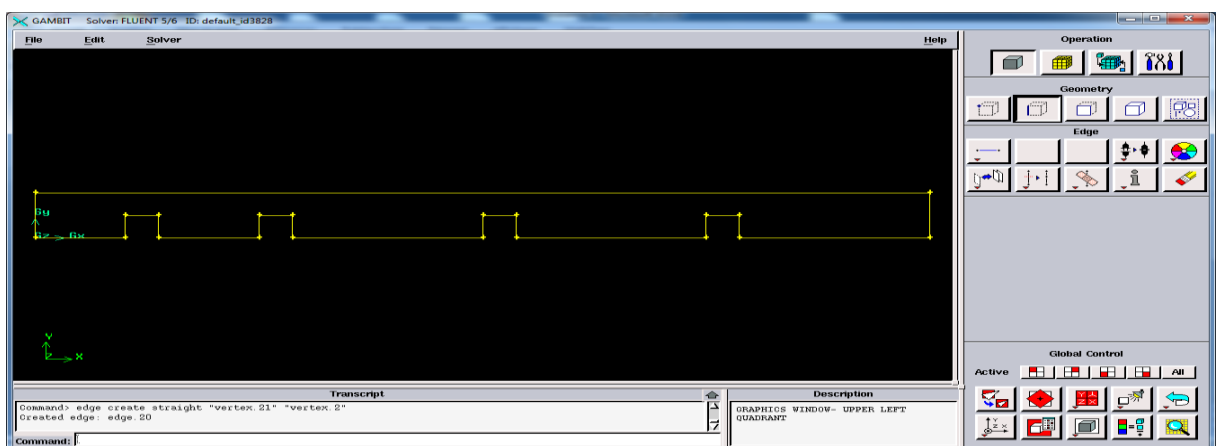 GAMBIT Solver: FLUENT 5/6 ID: default_id3828
File Edit Solver Help
Operation
Geometry
Edge
Gy
Gz Gx
Y
Z X
Global Control
Active All
Transcript
Command> edge create straight "vertex.21" "vertex.2"
Created edge: edge.20
Command:
Description
GRAPHICS WINDOW- UPPER LEFT
QUADRANT